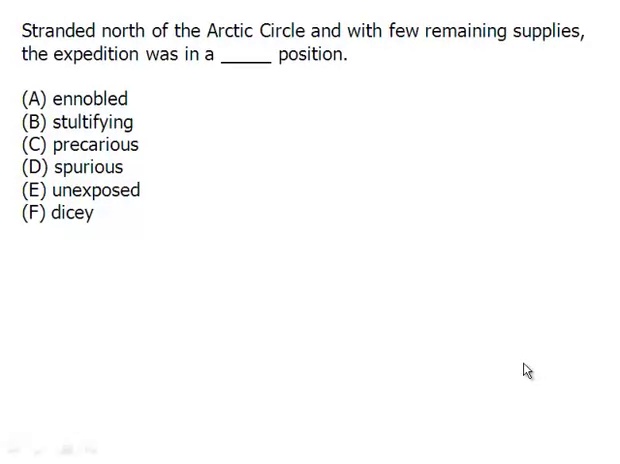 Stranded north of the Arctic Circle and with few remaining supplies,
the expedition was in a _____ position.
(A) ennobled
(B) stultifying
(C) precarious
(D) spurious
(E) unexposed
(F) dicey